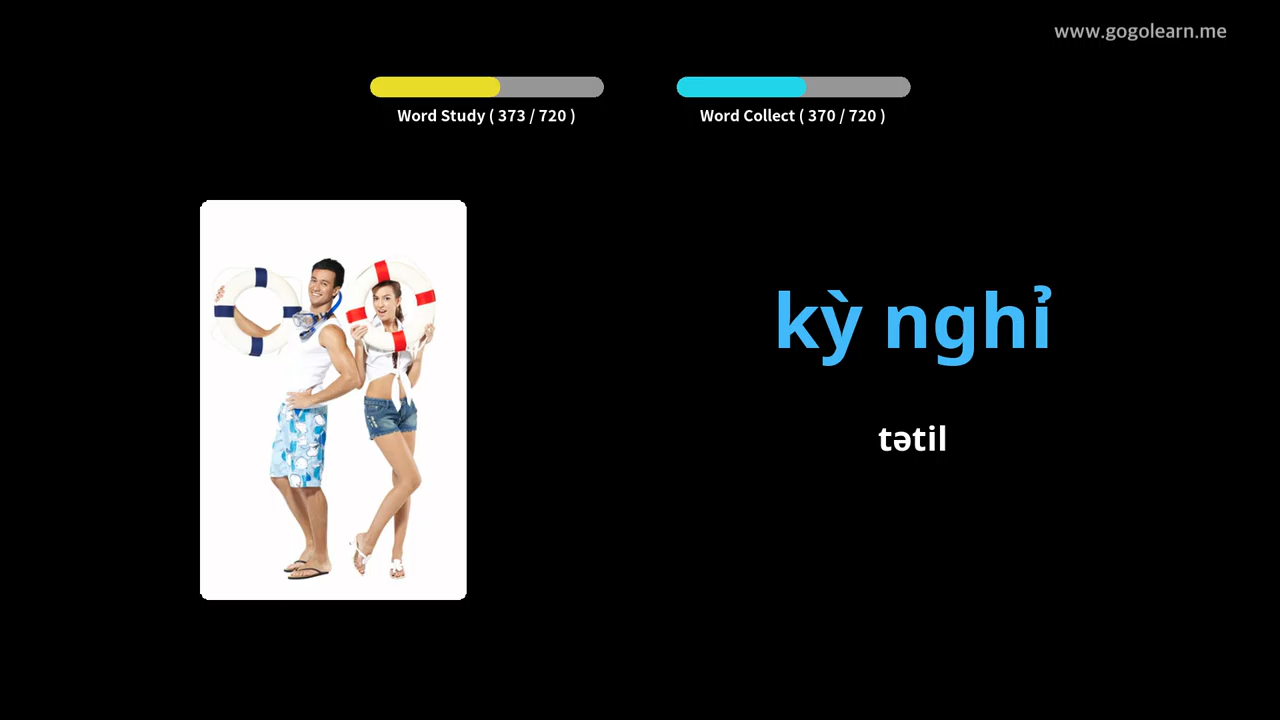 www.gogolearn.me
Word Study ( 373 / 720 )
Word Collect ( 370 / 720 )
kỳ nghỉ
tətil